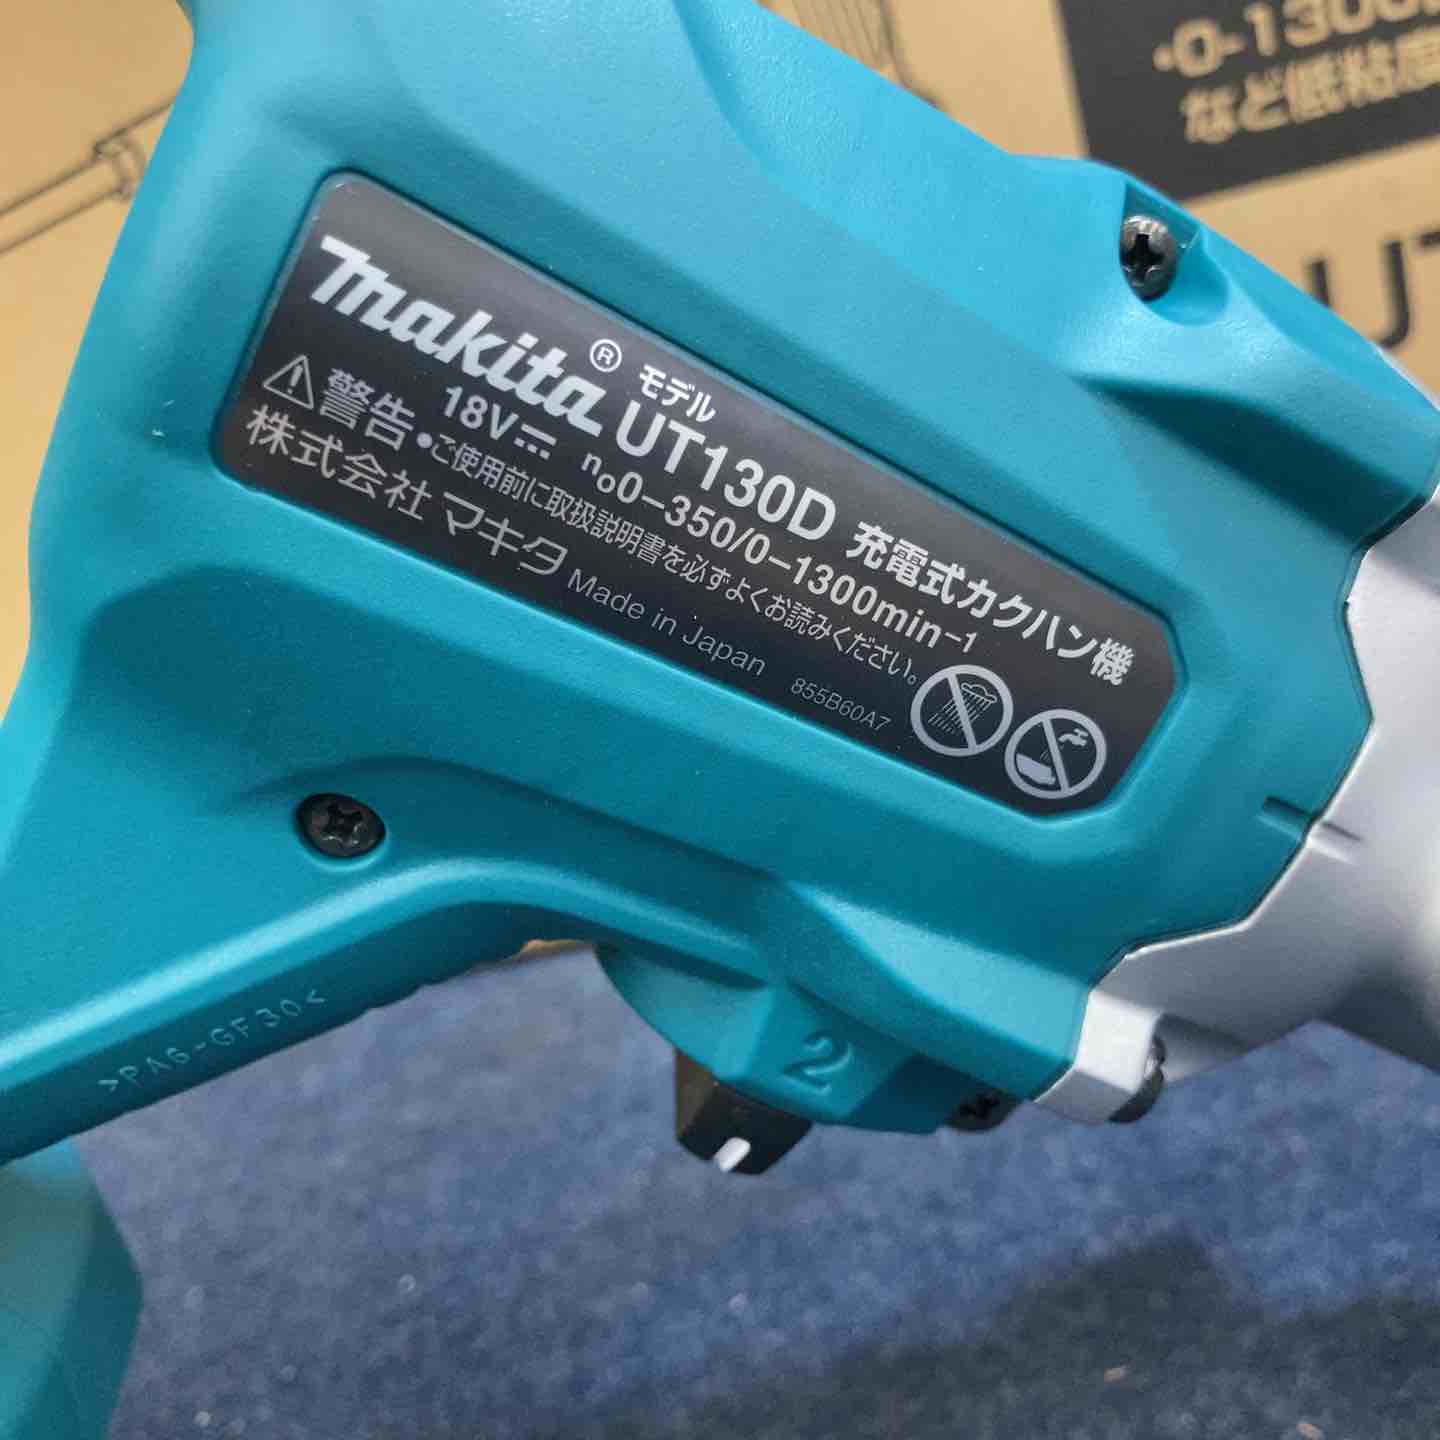 •0-1300
など低粘度
UT
makita®
モデル
UT130D 充電式カクハン機
18V⎓ n₀0−350/0−1300min⁻¹
⚠警告 •ご使用前に取扱説明書を必ずよくお読みください。
株式会社 マキタ Made in Japan 855B60A7
>PA6-GF30<
2